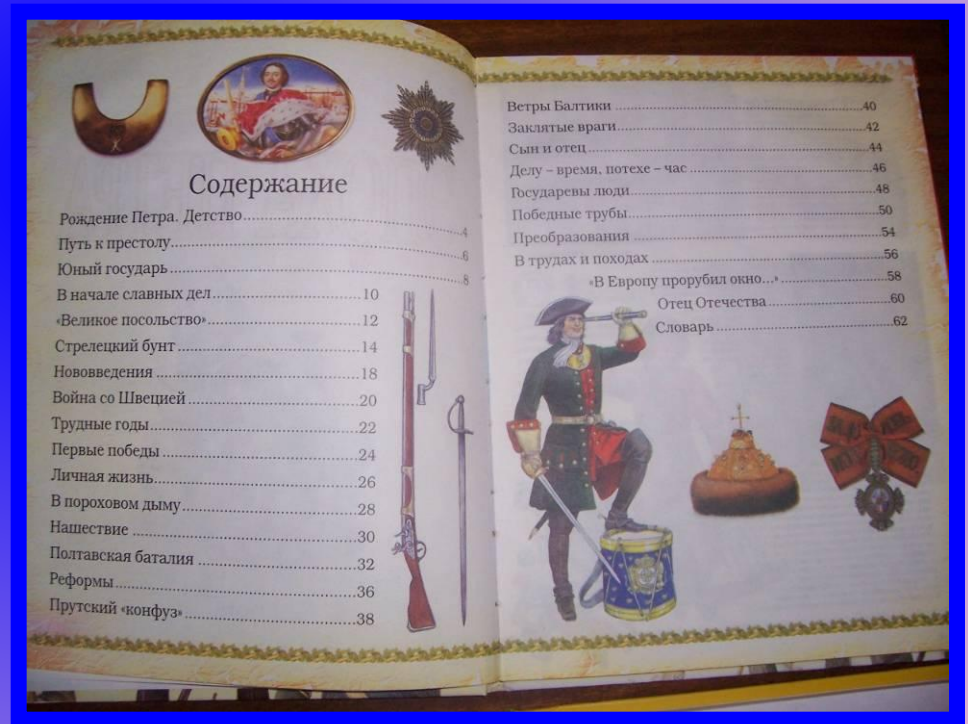 Содержание
Рождение Петра. Детство 4
Путь к престолу 6
Юный государь 8
В начале славных дел 10
«Великое посольство» 12
Стрелецкий бунт 14
Нововведения 18
Война со Швецией 20
Трудные годы 22
Первые победы 24
Личная жизнь 26
В пороховом дыму 28
Нашествие 30
Полтавская баталия 32
Реформы 36
Прутский «конфуз» 38
Ветры Балтики 40
Заклятые враги 42
Сын и отец 44
Делу – время, потехе – час 46
Государевы люди 48
Победные трубы 50
Преобразования 54
В трудах и походах 56
«В Европу прорубил окно...» 58
Отец Отечества 60
Словарь 62